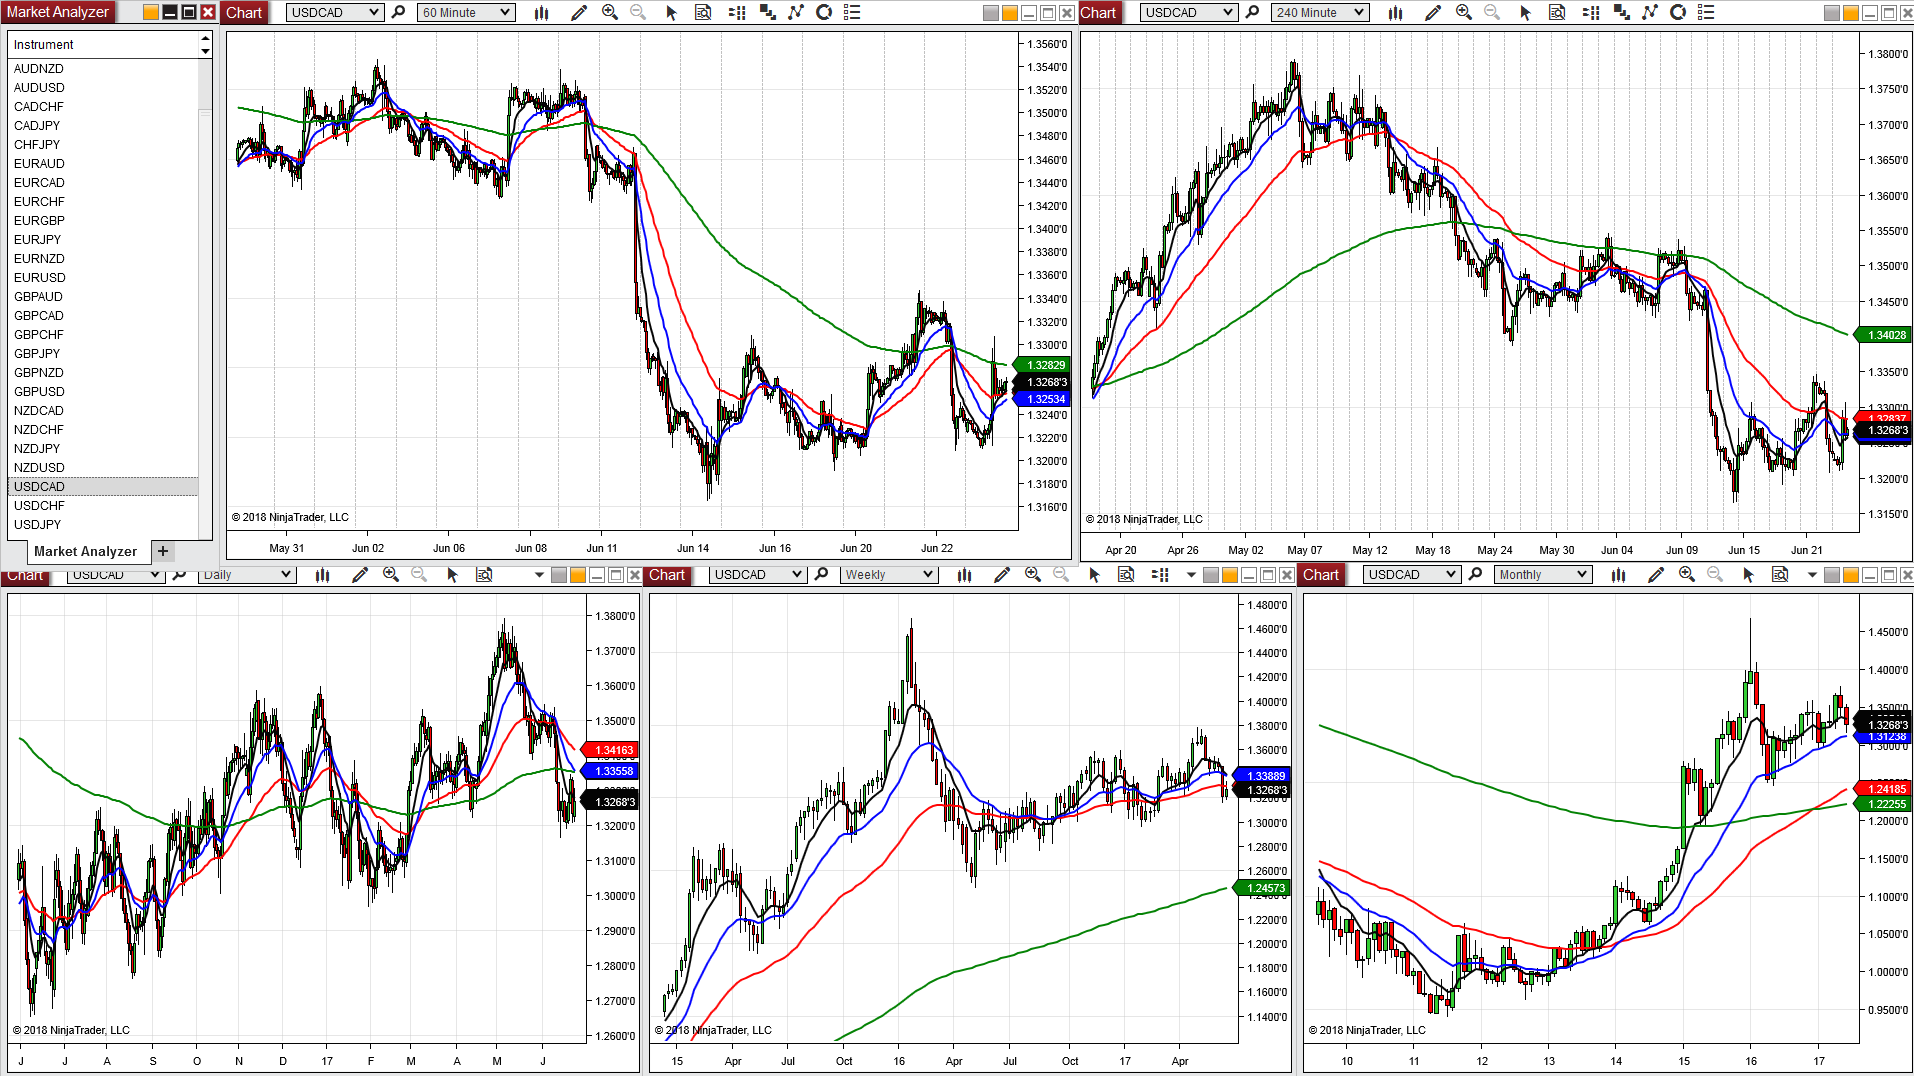 Market Analyzer
Instrument
AUDNZD
AUDUSD
CADCHF
CADJPY
CHFJPY
EURAUD
EURCAD
EURCHF
EURGBP
EURJPY
EURNZD
EURUSD
GBPAUD
GBPCAD
GBPCHF
GBPJPY
GBPNZD
GBPUSD
NZDCAD
NZDCHF
NZDJPY
NZDUSD
USDCAD
USDCHF
USDJPY
Market Analyzer +
Chart USDCAD 60 Minute
1.3560'0
1.3540'0
1.3520'0
1.3500'0
1.3480'0
1.3460'0
1.3440'0
1.3420'0
1.3400'0
1.3380'0
1.3360'0
1.3340'0
1.3320'0
1.3300'0
1.32829
1.3268'3
1.32534
1.3240'0
1.3220'0
1.3200'0
1.3180'0
1.3160'0
© 2018 NinjaTrader, LLC
May 31 Jun 02 Jun 06 Jun 08 Jun 11 Jun 14 Jun 16 Jun 20 Jun 22
Chart USDCAD 240 Minute
1.3800'0
1.3750'0
1.3700'0
1.3650'0
1.3600'0
1.3550'0
1.3500'0
1.3450'0
1.34028
1.3350'0
1.3300'0
1.32837
1.3268'3
1.3200'0
1.3150'0
© 2018 NinjaTrader, LLC
Apr 20 Apr 26 May 02 May 07 May 12 May 18 May 24 May 30 Jun 04 Jun 09 Jun 15 Jun 21
Chart USDCAD Daily
1.3800'0
1.3700'0
1.3600'0
1.3500'0
1.34163
1.33558
1.3268'3
1.3200'0
1.3100'0
1.3000'0
1.2900'0
1.2800'0
1.2700'0
1.2600'0
© 2018 NinjaTrader, LLC
J J A S O N D 17 F M A M J
Chart USDCAD Weekly
1.4800'0
1.4600'0
1.4400'0
1.4200'0
1.4000'0
1.3800'0
1.3600'0
1.33889
1.3268'3
1.3200'0
1.3000'0
1.2800'0
1.2600'0
1.24573
1.2200'0
1.2000'0
1.1800'0
1.1600'0
1.1400'0
© 2018 NinjaTrader, LLC
15 Apr Jul Oct 16 Apr Jul Oct 17 Apr
Chart USDCAD Monthly
1.4500'0
1.4000'0
1.3500'0
1.3268'3
1.31238
1.3000'0
1.24185
1.22255
1.2000'0
1.1500'0
1.1000'0
1.0500'0
1.0000'0
0.9500'0
© 2018 NinjaTrader, LLC
10 11 12 13 14 15 16 17